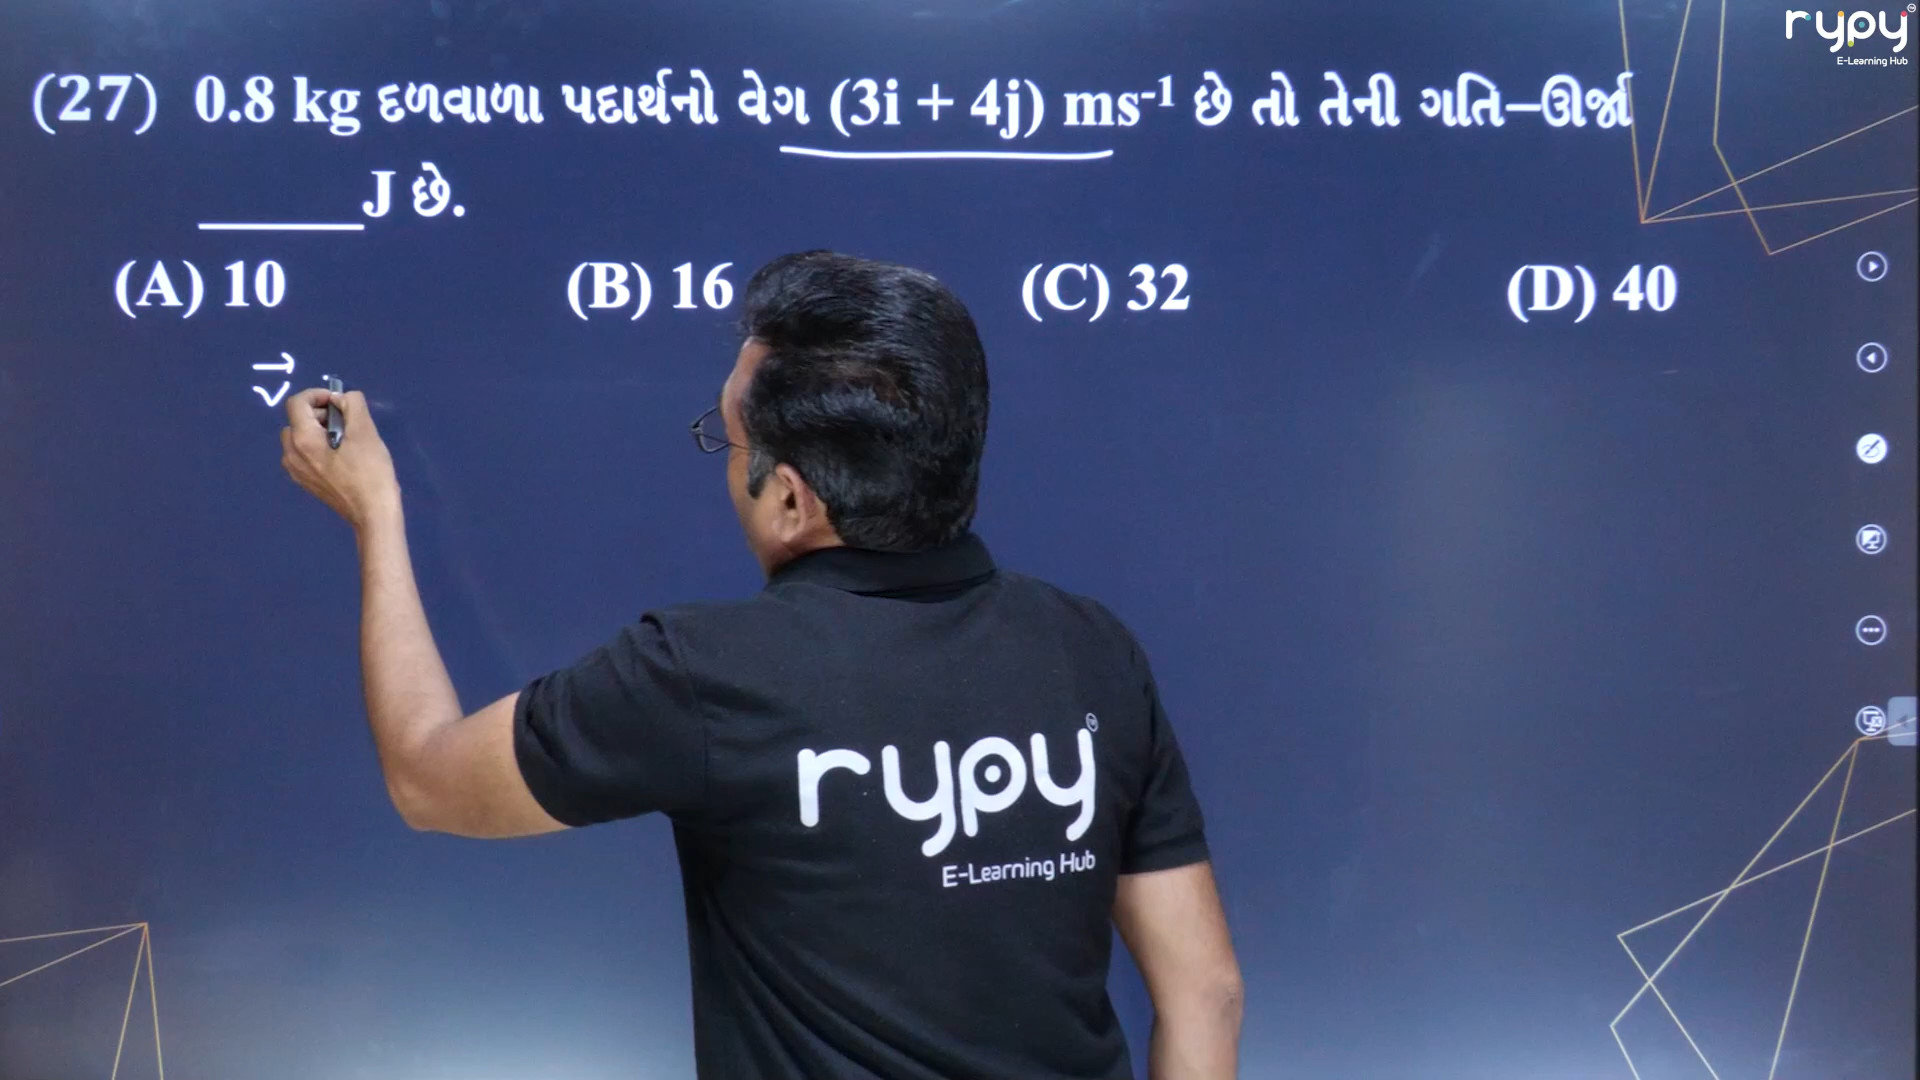 rypy
E-Learning Hub
(27) 0.8 kg દળવાળા પદાર્થનો વેગ (3i + 4j) ms⁻¹ છે તો તેની ગતિ–ઊર્જા
______J છે.
(A) 10 (B) 16 (C) 32 (D) 40
v⃗
rypy
E-Learning Hub